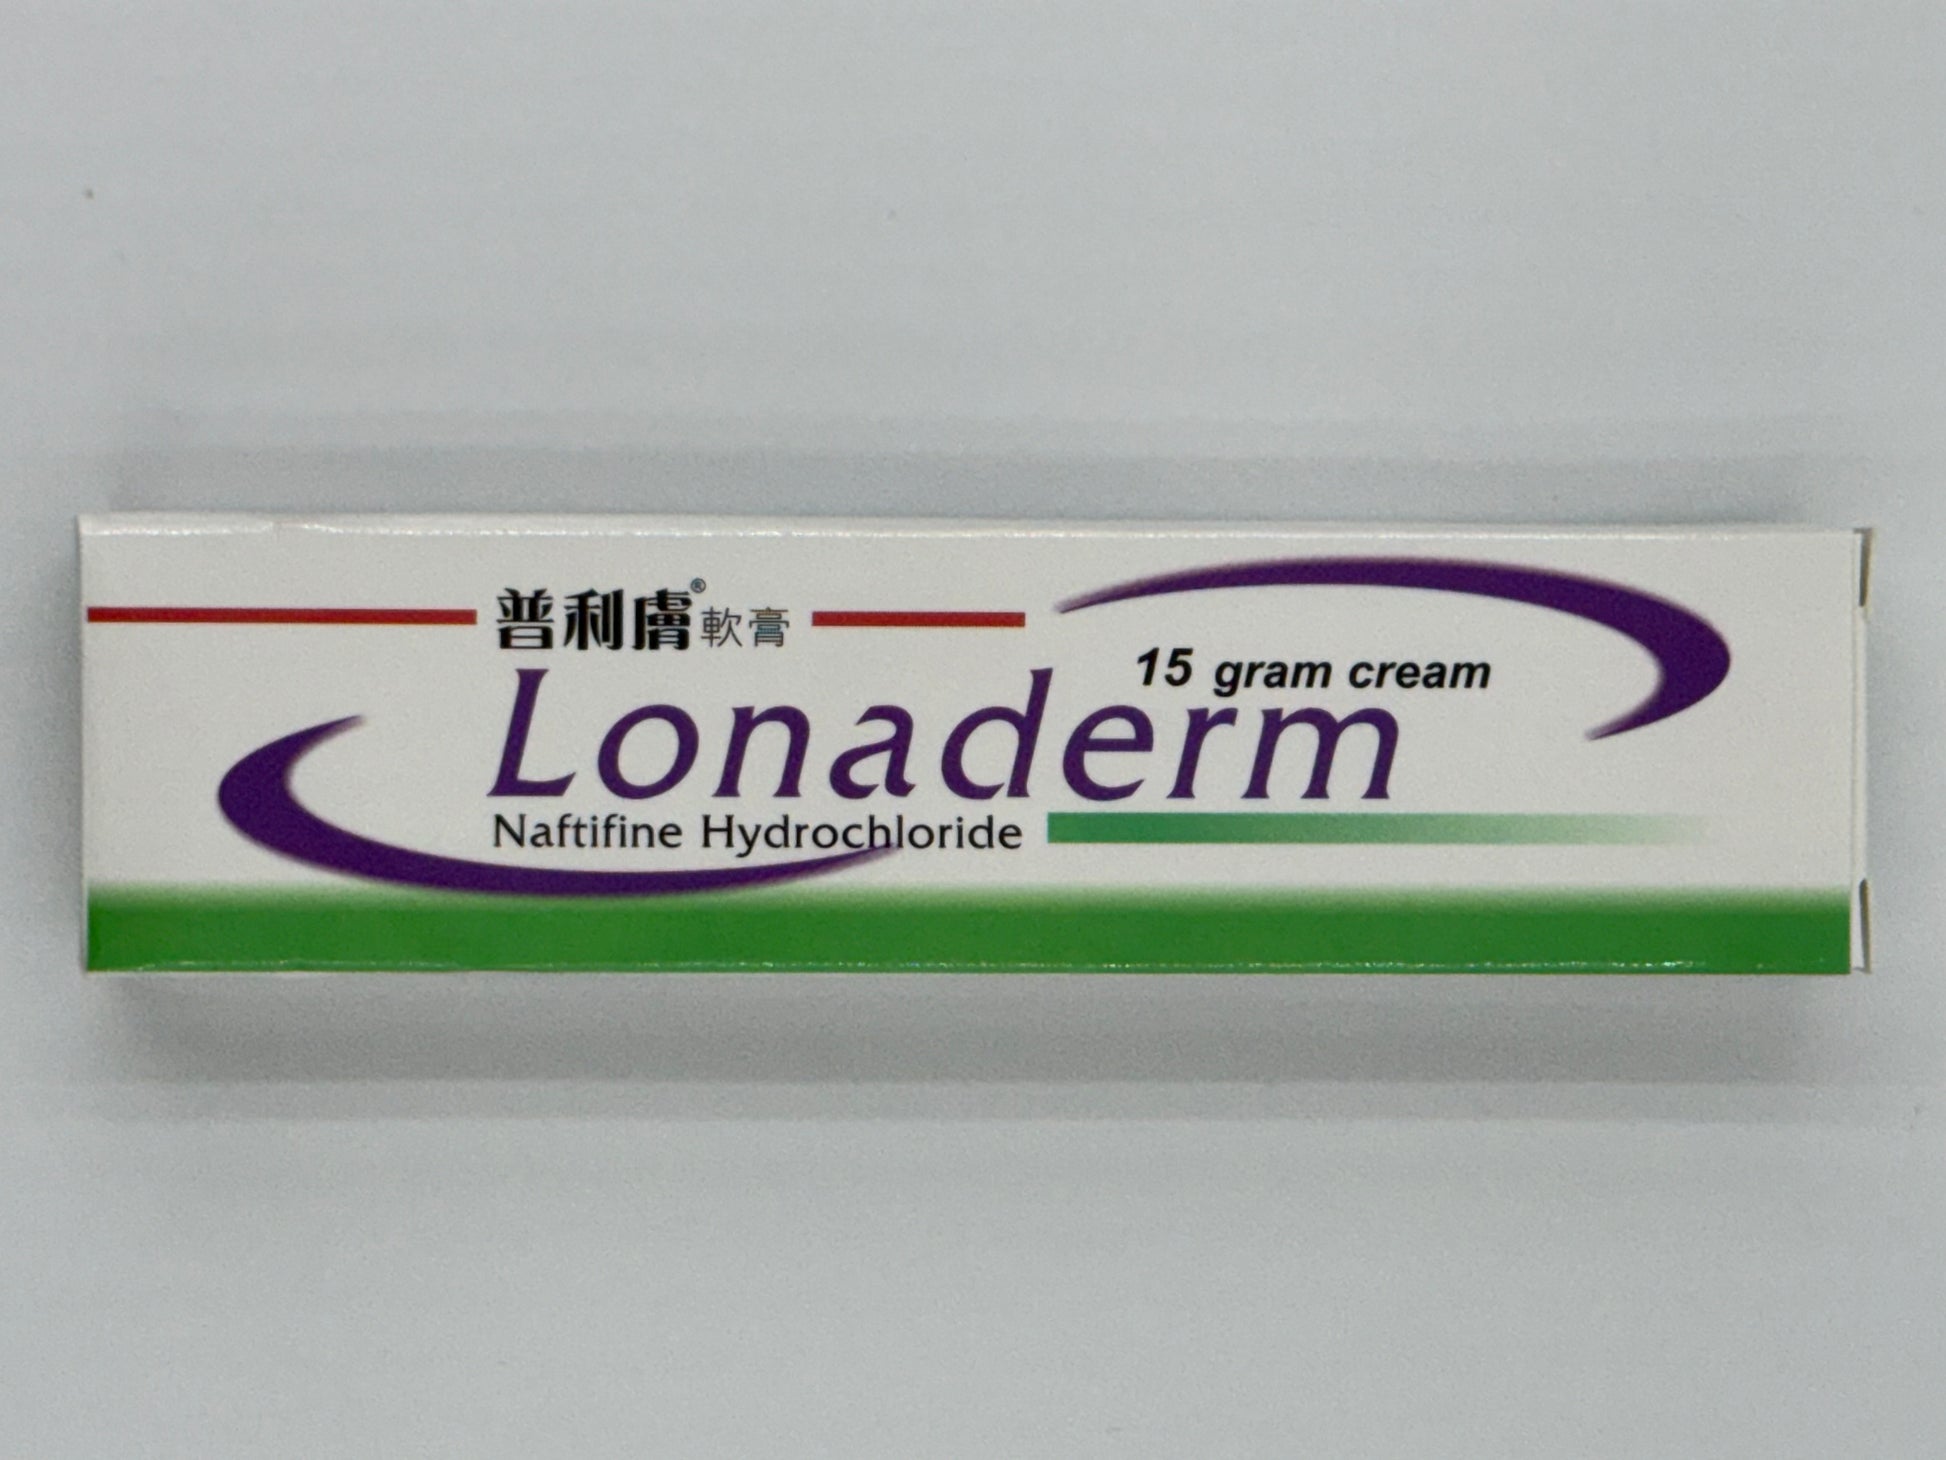 普利膚®軟膏
15 gram cream
Lonaderm
Naftifine Hydrochloride